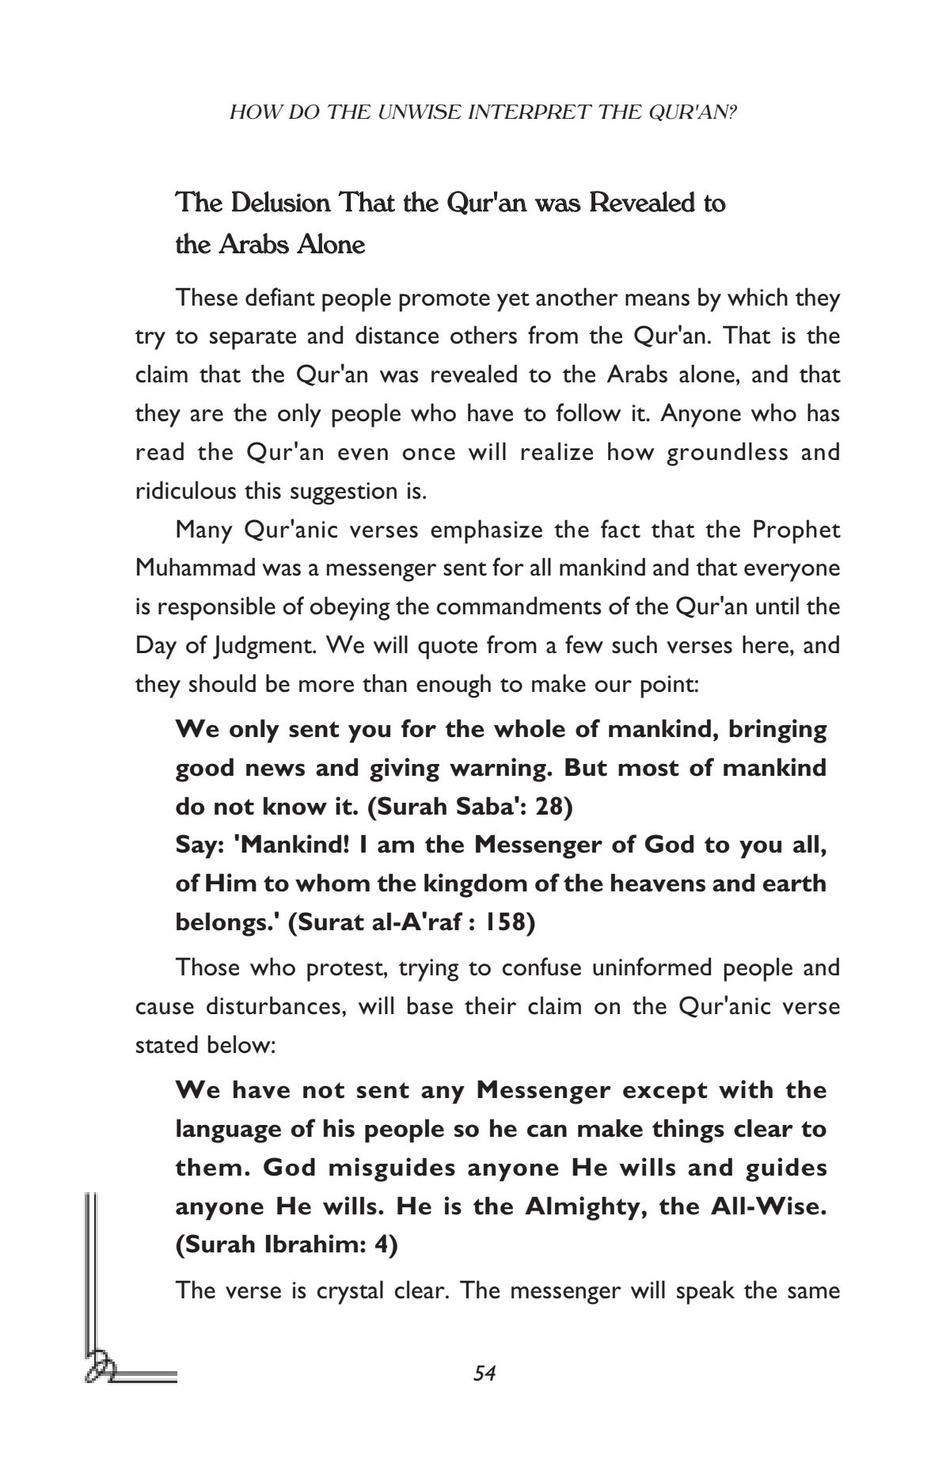 HOW DO THE UNWISE INTERPRET THE QUR'AN?
The Delusion That the Qur'an was Revealed to
the Arabs Alone
These defiant people promote yet another means by which they
try to separate and distance others from the Qur'an. That is the
claim that the Qur'an was revealed to the Arabs alone, and that
they are the only people who have to follow it. Anyone who has
read the Qur'an even once will realize how groundless and
ridiculous this suggestion is.
Many Qur'anic verses emphasize the fact that the Prophet
Muhammad was a messenger sent for all mankind and that everyone
is responsible of obeying the commandments of the Qur'an until the
Day of Judgment. We will quote from a few such verses here, and
they should be more than enough to make our point:
We only sent you for the whole of mankind, bringing
good news and giving warning. But most of mankind
do not know it. (Surah Saba': 28)
Say: 'Mankind! I am the Messenger of God to you all,
of Him to whom the kingdom of the heavens and earth
belongs.' (Surat al-A'raf : 158)
Those who protest, trying to confuse uninformed people and
cause disturbances, will base their claim on the Qur'anic verse
stated below:
We have not sent any Messenger except with the
language of his people so he can make things clear to
them. God misguides anyone He wills and guides
anyone He wills. He is the Almighty, the All-Wise.
(Surah Ibrahim: 4)
The verse is crystal clear. The messenger will speak the same
54